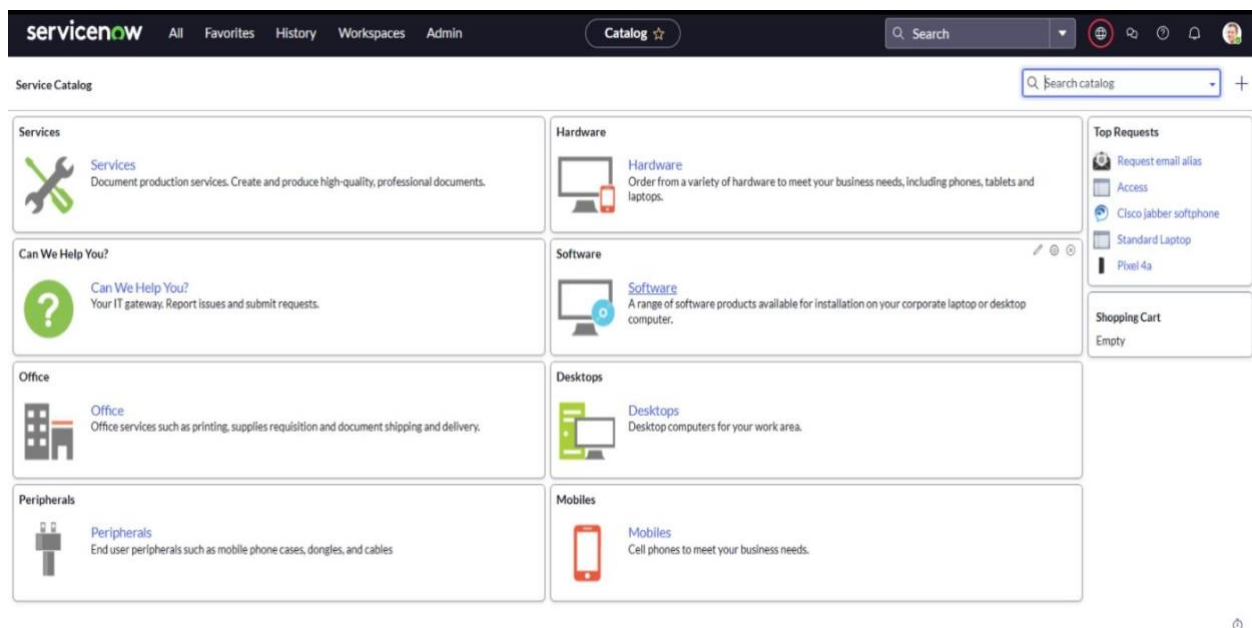 servicenow All Favorites History Workspaces Admin Catalog Search
Service Catalog
Search catalog
Services
Services
Document production services. Create and produce high-quality, professional documents.
Hardware
Hardware
Order from a variety of hardware to meet your business needs, including phones, tablets and
laptops.
Can We Help You?
Can We Help You?
Your IT gateway. Report issues and submit requests.
Software
Software
A range of software products available for installation on your corporate laptop or desktop
computer.
Office
Office
Office services such as printing, supplies requisition and document shipping and delivery.
Desktops
Desktops
Desktop computers for your work area.
Peripherals
Peripherals
End user peripherals such as mobile phone cases, dongles, and cables
Mobiles
Mobiles
Cell phones to meet your business needs.
Top Requests
Request email alias
Access
Cisco jabber softphone
Standard Laptop
Pixel 4a
Shopping Cart
Empty